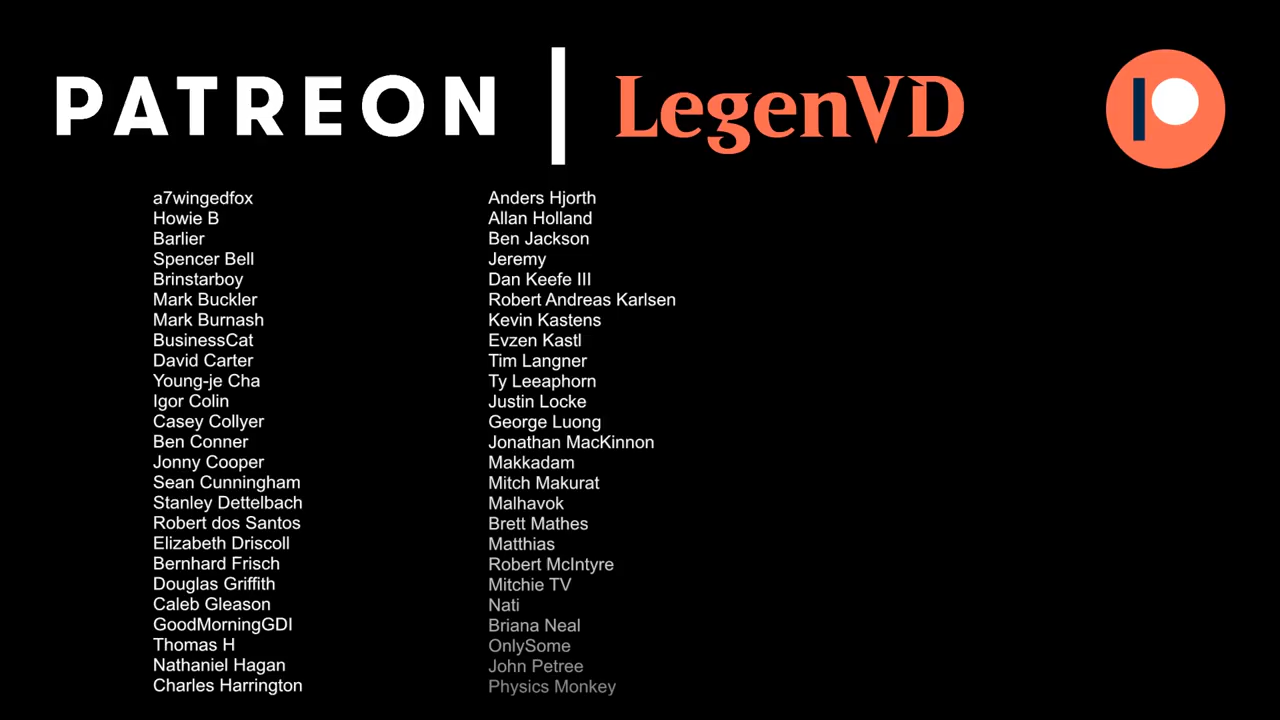 PATREON | LegenVD
a7wingedfox
Howie B
Barlier
Spencer Bell
Brinstarboy
Mark Buckler
Mark Burnash
BusinessCat
David Carter
Young-je Cha
Igor Colin
Casey Collyer
Ben Conner
Jonny Cooper
Sean Cunningham
Stanley Dettelbach
Robert dos Santos
Elizabeth Driscoll
Bernhard Frisch
Douglas Griffith
Caleb Gleason
GoodMorningGDI
Thomas H
Nathaniel Hagan
Charles Harrington
Anders Hjorth
Allan Holland
Ben Jackson
Jeremy
Dan Keefe III
Robert Andreas Karlsen
Kevin Kastens
Evzen Kastl
Tim Langner
Ty Leeaphorn
Justin Locke
George Luong
Jonathan MacKinnon
Makkadam
Mitch Makurat
Malhavok
Brett Mathes
Matthias
Robert McIntyre
Mitchie TV
Nati
Briana Neal
OnlySome
John Petree
Physics Monkey